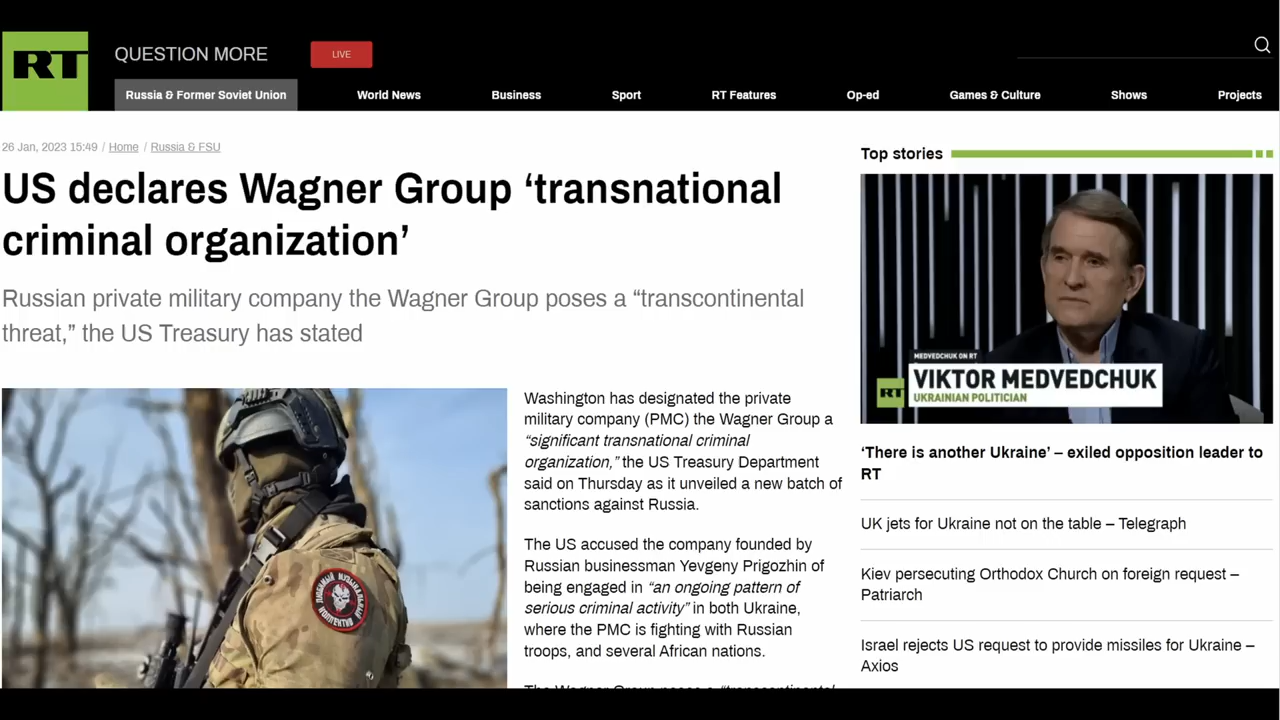 RT
QUESTION MORE
LIVE
Russia & Former Soviet Union
World News
Business
Sport
RT Features
Op-ed
Games & Culture
Shows
Projects
26 Jan, 2023 15:49 / Home / Russia & FSU
US declares Wagner Group ‘transnational
criminal organization’
Russian private military company the Wagner Group poses a “transcontinental
threat,” the US Treasury has stated
ЛЮБИМЫЙ МУЗЫКАЛЬНЫЙ
КОЛЛЕКТИВ
Washington has designated the private
military company (PMC) the Wagner Group a
“significant transnational criminal
organization,” the US Treasury Department
said on Thursday as it unveiled a new batch of
sanctions against Russia.
The US accused the company founded by
Russian businessman Yevgeny Prigozhin of
being engaged in “an ongoing pattern of
serious criminal activity” in both Ukraine,
where the PMC is fighting with Russian
troops, and several African nations.
The Wagner Group poses a “transcontinental
Top stories
MEDVEDCHUK ON RT
RT
VIKTOR MEDVEDCHUK
UKRAINIAN POLITICIAN
‘There is another Ukraine’ – exiled opposition leader to
RT
UK jets for Ukraine not on the table – Telegraph
Kiev persecuting Orthodox Church on foreign request –
Patriarch
Israel rejects US request to provide missiles for Ukraine –
Axios